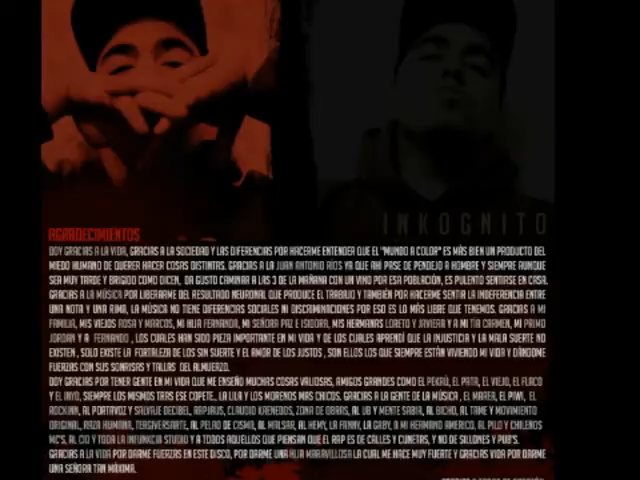 INKOGNITO
AGRADECIMIENTOS
DOY GRACIAS A LA VIDA, GRACIAS A LA SOCIEDAD Y LAS DIFERENCIAS POR HACERME ENTENDER QUE EL "MUNDO A COLOR" ES MÁS BIEN UN PRODUCTO DEL
MIEDO HUMANO DE QUERER HACER COSAS DISTINTAS. GRACIAS A LA JUAN ANTONIO RIOS YA QUE AHÍ PASE DE PENDEJO A HOMBRE Y SIEMPRE AUNQUE
SEA MUY TARDE Y BRIGIDO COMO DICEN, DA GUSTO CAMINAR A LAS 3 DE LA MAÑANA CON UN VINO POR ESA POBLACIÓN, ES PULENTO SENTIRSE EN CASA.
GRACIAS A LA MÚSICA POR LIBERARME DEL RESULTADO NEURONAL QUE PRODUCE EL TRABAJO Y TAMBIÉN POR HACERME SENTIR LA INDEFERENCIA ENTRE
UNA NOTA Y UNA RIMA, LA MÚSICA NO TIENE DIFERENCIAS SOCIALES NI DISCRIMINACIONES POR ESO ES LO MÁS LIBRE QUE TENEMOS. GRACIAS A MI
FAMILIA, MIS VIEJOS ROSA Y MARCOS, MI HIJA FERNANDA, MI SEÑORA PAZ E ISIDORA, MIS HERMANAS LORETO Y JAVIERA Y A MI TÍA CARMEN, MI PRIMO
JORDAN Y A FERNANDO, LOS CUALES HAN SIDO PIEZA IMPORTANTE EN MI VIDA Y DE LOS CUALES APRENDÍ QUE LA INJUSTICIA Y LA MALA SUERTE NO
EXISTEN, SOLO EXISTE LA FORTALEZA DE LOS SIN SUERTE Y EL AMOR DE LOS JUSTOS, SON ELLOS LOS QUE SIEMPRE ESTÁN VIVIENDO MI VIDA Y DÁNDOME
FUERZAS CON SUS SONRISAS Y TALLAS DEL ALMUERZO.
DOY GRACIAS POR TENER GENTE EN MI VIDA QUE ME ENSEÑO MUCHAS COSAS VALIOSAS, AMIGOS GRANDES COMO EL PEKAÚ, EL PATA, EL VIEJO, EL FLACO
Y EL INYO, SIEMPRE LOS MISMOS TRAS ESE COPETE. LA LILA Y LOS MORENOS MÁS CHICOS. GRACIAS A LA GENTE DE LA MÚSICA, EL MAREA, EL PIWI, EL
ROCKINN, AL PORTAVOZ Y SALVAJE DECIBEL, RAPIAUS, CLAUDIO KRENEDOS, ZONA DE OBRAS, AL UB Y MENTE SABIA, AL BICHO, AL TAME Y MOVIMIENTO
ORIGINAL, RAZA HUMANA, TERGIVERSARTE, AL PELAO DE COSMO, AL MALSAR, AL HEMY, LA FANNY, LA GABY, A MI HERMANO AMERICO, AL PILO Y CHILENOS
MC'S, AL CIO Y TODA LA INFUNKCIA STUDIO Y A TODOS AQUELLOS QUE PIENSAN QUE EL RAP ES DE CALLES Y CUNETAS, Y NO DE SILLONES Y PUB'S.
GRACIAS A LA VIDA POR DARME FUERZAS EN ESTE DISCO, POR DARME UNA HIJA MARAVILLOSA LA CUAL ME HACE MUY FUERTE Y GRACIAS VIDA POR DARME
UNA SEÑORA TAN MÁXIMA.